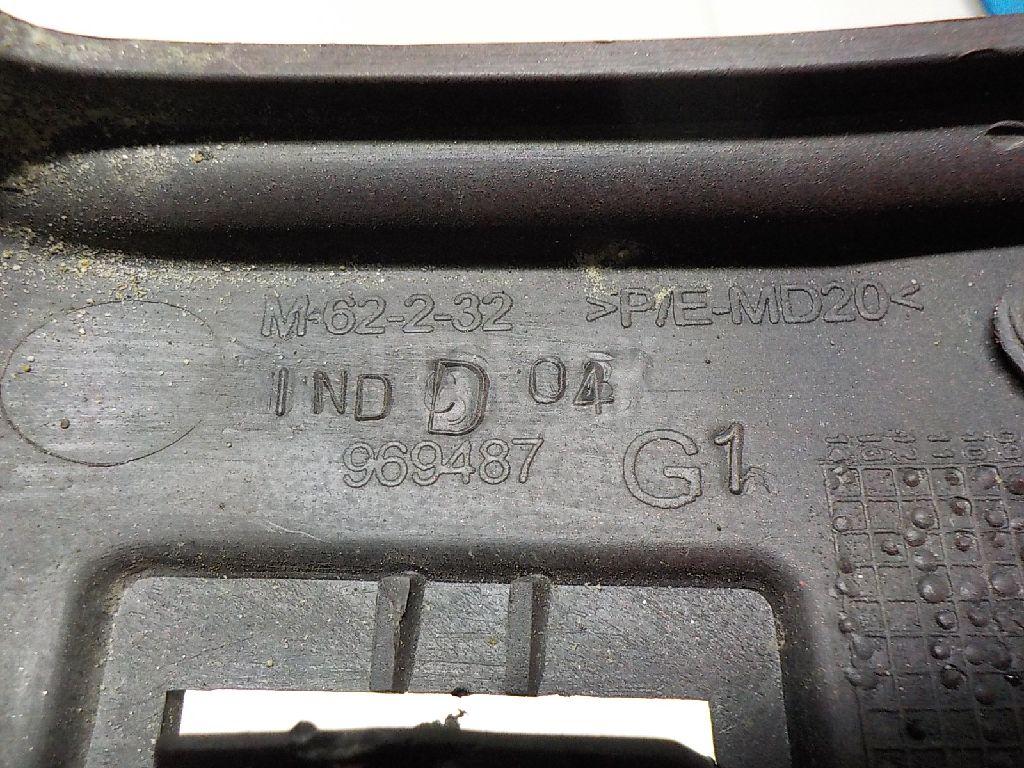 M-62-2-32 >P/E-MD20<
IND D 04
969487 G1